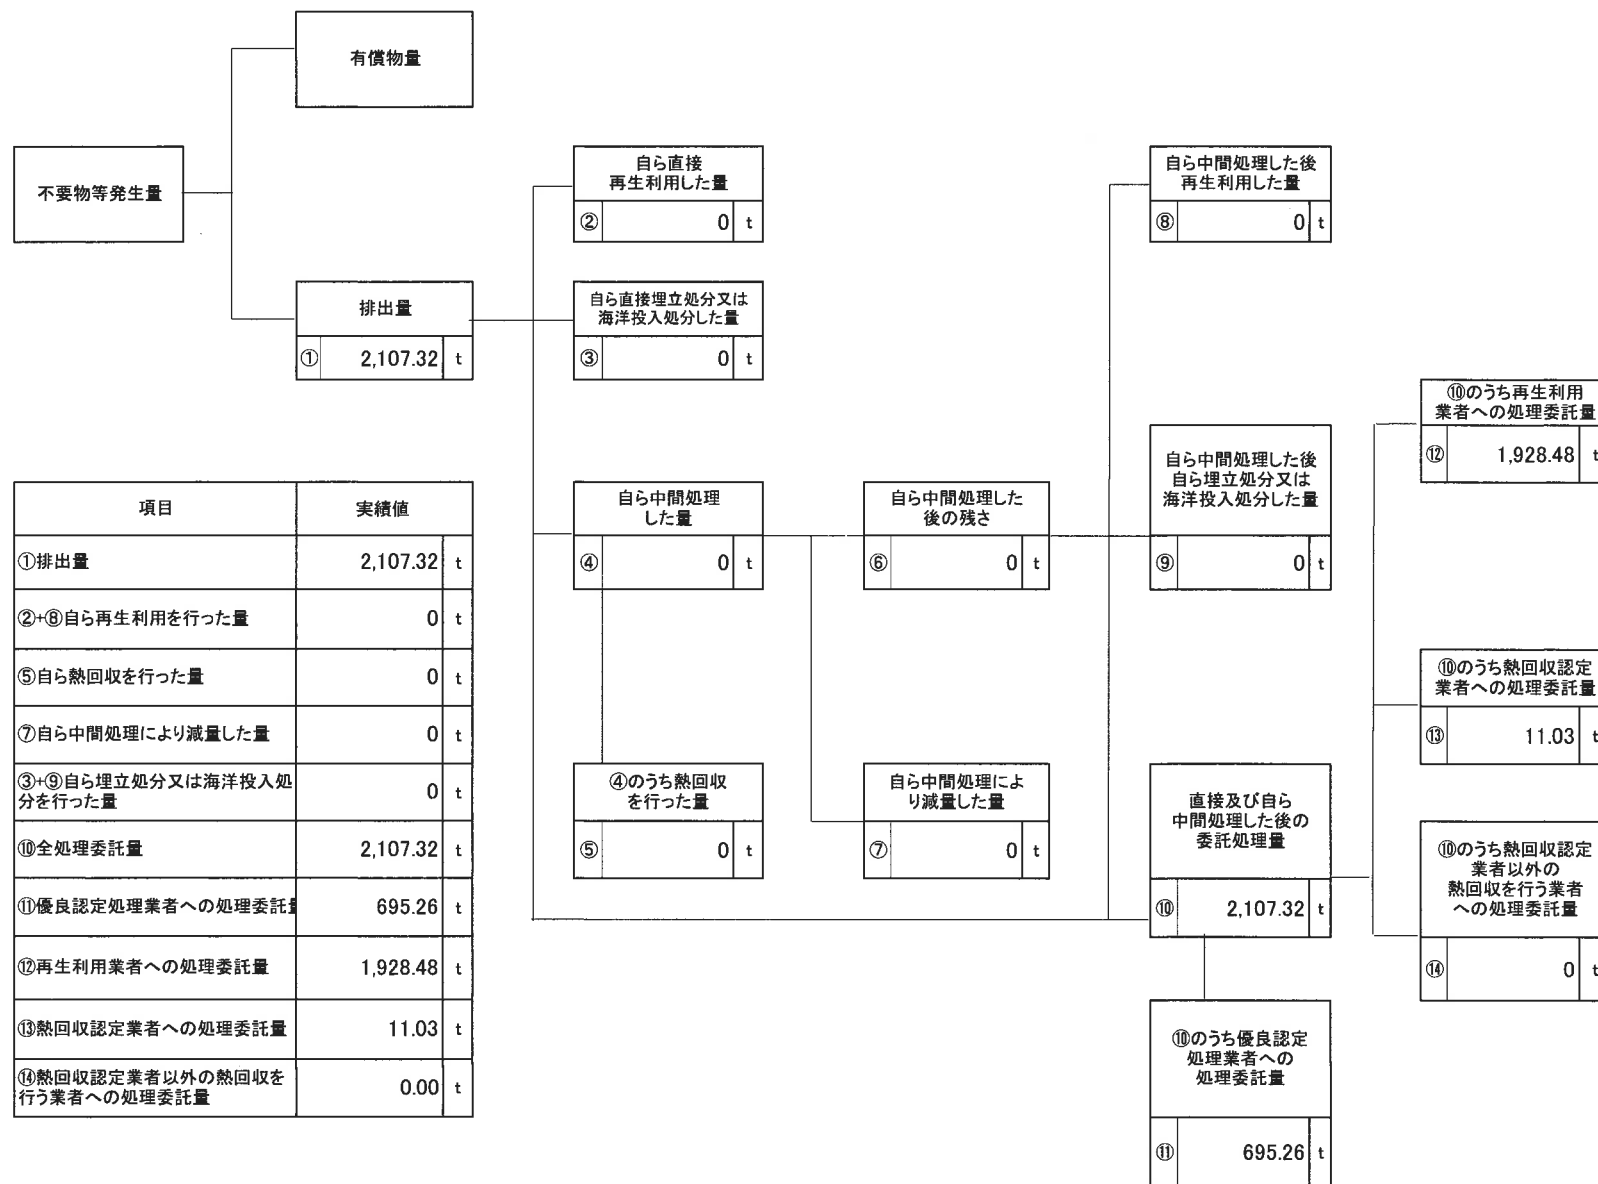 有償物量
不要物等発生量
排出量
① 2,107.32 t
自ら直接
再生利用した量
② 0 t
自ら直接埋立処分又は
海洋投入処分した量
③ 0 t
自ら中間処理
した量
④ 0 t
④のうち熱回収
を行った量
⑤ 0 t
自ら中間処理した
後の残さ
⑥ 0 t
自ら中間処理によ
り減量した量
⑦ 0 t
自ら中間処理した後
再生利用した量
⑧ 0 t
自ら中間処理した後
自ら埋立処分又は
海洋投入処分した量
⑨ 0 t
直接及び自ら
中間処理した後の
委託処理量
⑩ 2,107.32 t
⑩のうち優良認定
処理業者への
処理委託量
⑪ 695.26 t
⑩のうち再生利用
業者への処理委託量
⑫ 1,928.48 t
⑩のうち熱回収認定
業者への処理委託量
⑬ 11.03 t
⑩のうち熱回収認定
業者以外の
熱回収を行う業者
への処理委託量
⑭ 0 t
項目 実績値
①排出量 2,107.32 t
②+⑧自ら再生利用を行った量 0 t
⑤自ら熱回収を行った量 0 t
⑦自ら中間処理により減量した量 0 t
③+⑨自ら埋立処分又は海洋投入処
分を行った量 0 t
⑩全処理委託量 2,107.32 t
⑪優良認定処理業者への処理委託量 695.26 t
⑫再生利用業者への処理委託量 1,928.48 t
⑬熱回収認定業者への処理委託量 11.03 t
⑭熱回収認定業者以外の熱回収を
行う業者への処理委託量 0.00 t